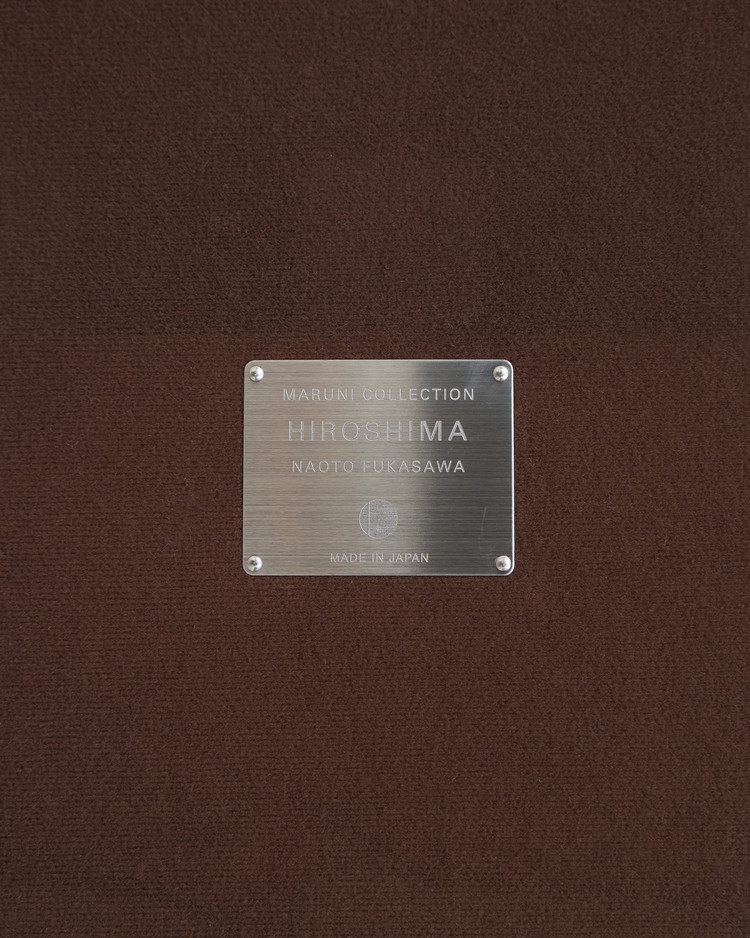 MARUNI COLLECTION
HIROSHIMA
NAOTO FUKASAWA
MADE IN JAPAN